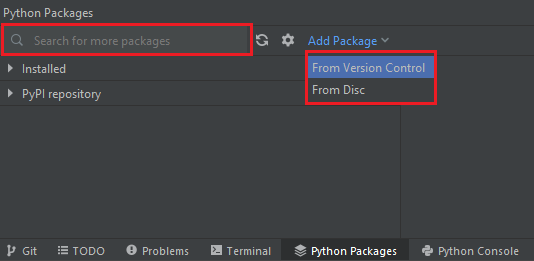 Python Packages
Search for more packages
Add Package
Installed
From Version Control
From Disc
PyPI repository
Git
TODO
Problems
Terminal
Python Packages
Python Console